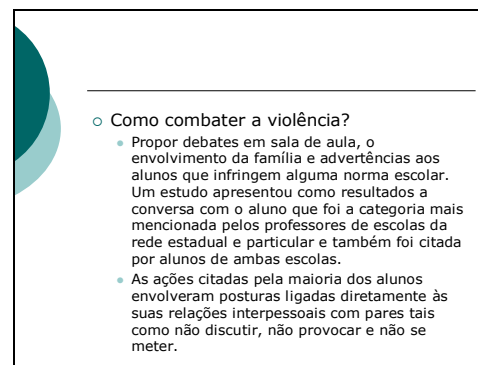 Como combater a violência?
Propor debates em sala de aula, o
envolvimento da família e advertências aos
alunos que infringem alguma norma escolar.
Um estudo apresentou como resultados a
conversa com o aluno que foi a categoria mais
mencionada pelos professores de escolas da
rede estadual e particular e também foi citada
por alunos de ambas escolas.
As ações citadas pela maioria dos alunos
envolveram posturas ligadas diretamente às
suas relações interpessoais com pares tais
como não discutir, não provocar e não se
meter.